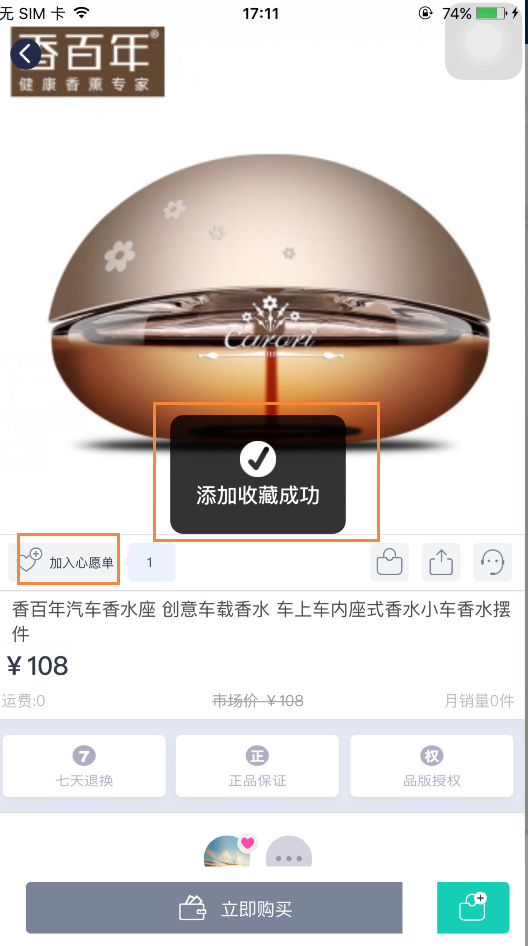 无 SIM 卡
17:11
74%
香百年®
健康香薰专家
Carori
添加收藏成功
加入心愿单
1
香百年汽车香水座 创意车载香水 车上车内座式香水小车香水摆
件
￥108
运费:0
市场价 ￥108
月销量0件
7
正
权
七天退换
正品保证
品版授权
立即购买